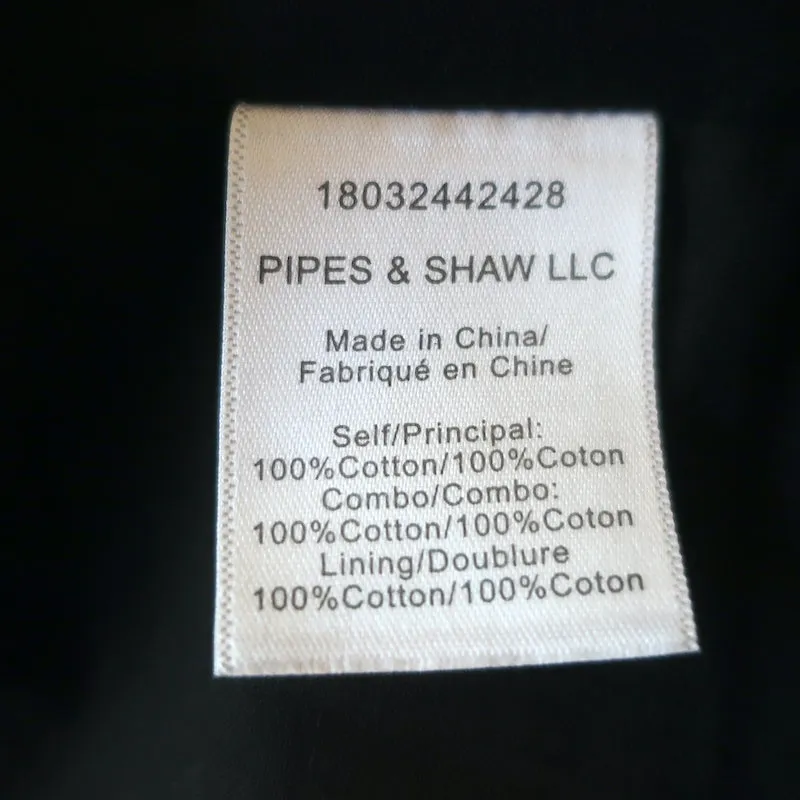 18032442428
PIPES & SHAW LLC
Made in China/
Fabriqué en Chine
Self/Principal:
100%Cotton/100%Coton
Combo/Combo:
100%Cotton/100%Coton
Lining/Doublure
100%Cotton/100%Coton